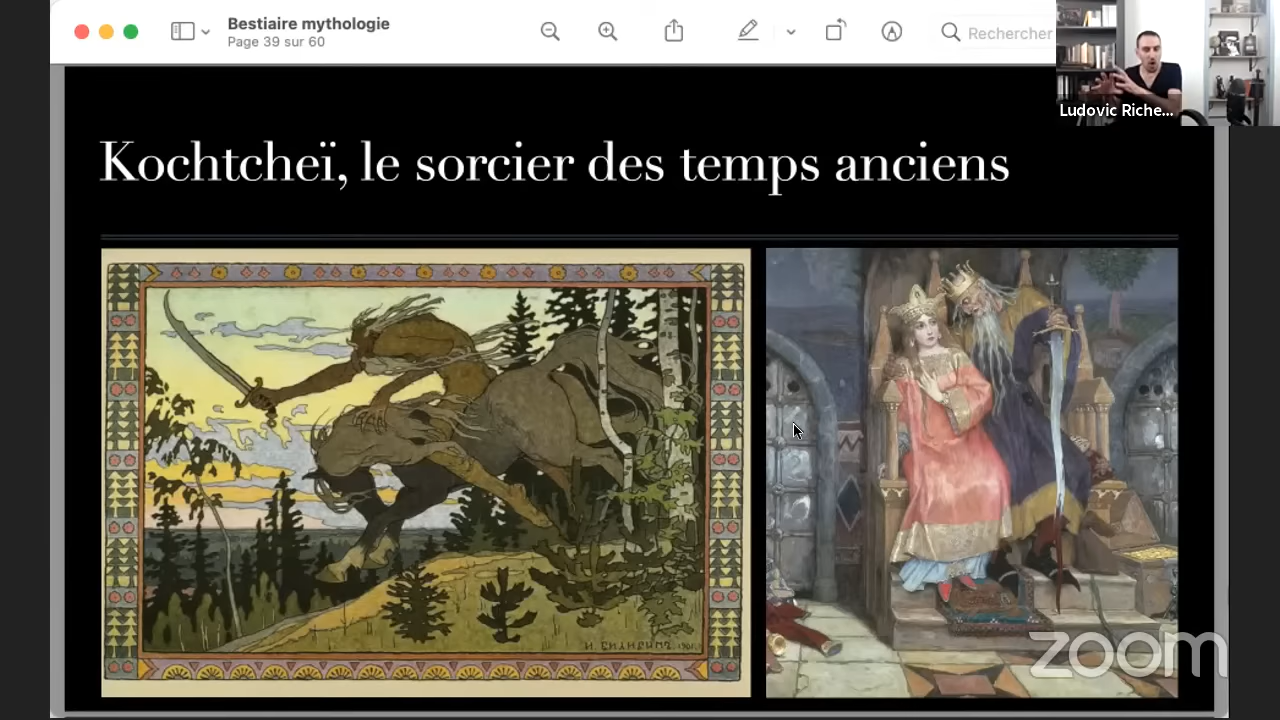 Bestiaire mythologie
Page 39 sur 60
Rechercher
Ludovic Riche...
Kochtcheï, le sorcier des temps anciens
zoom